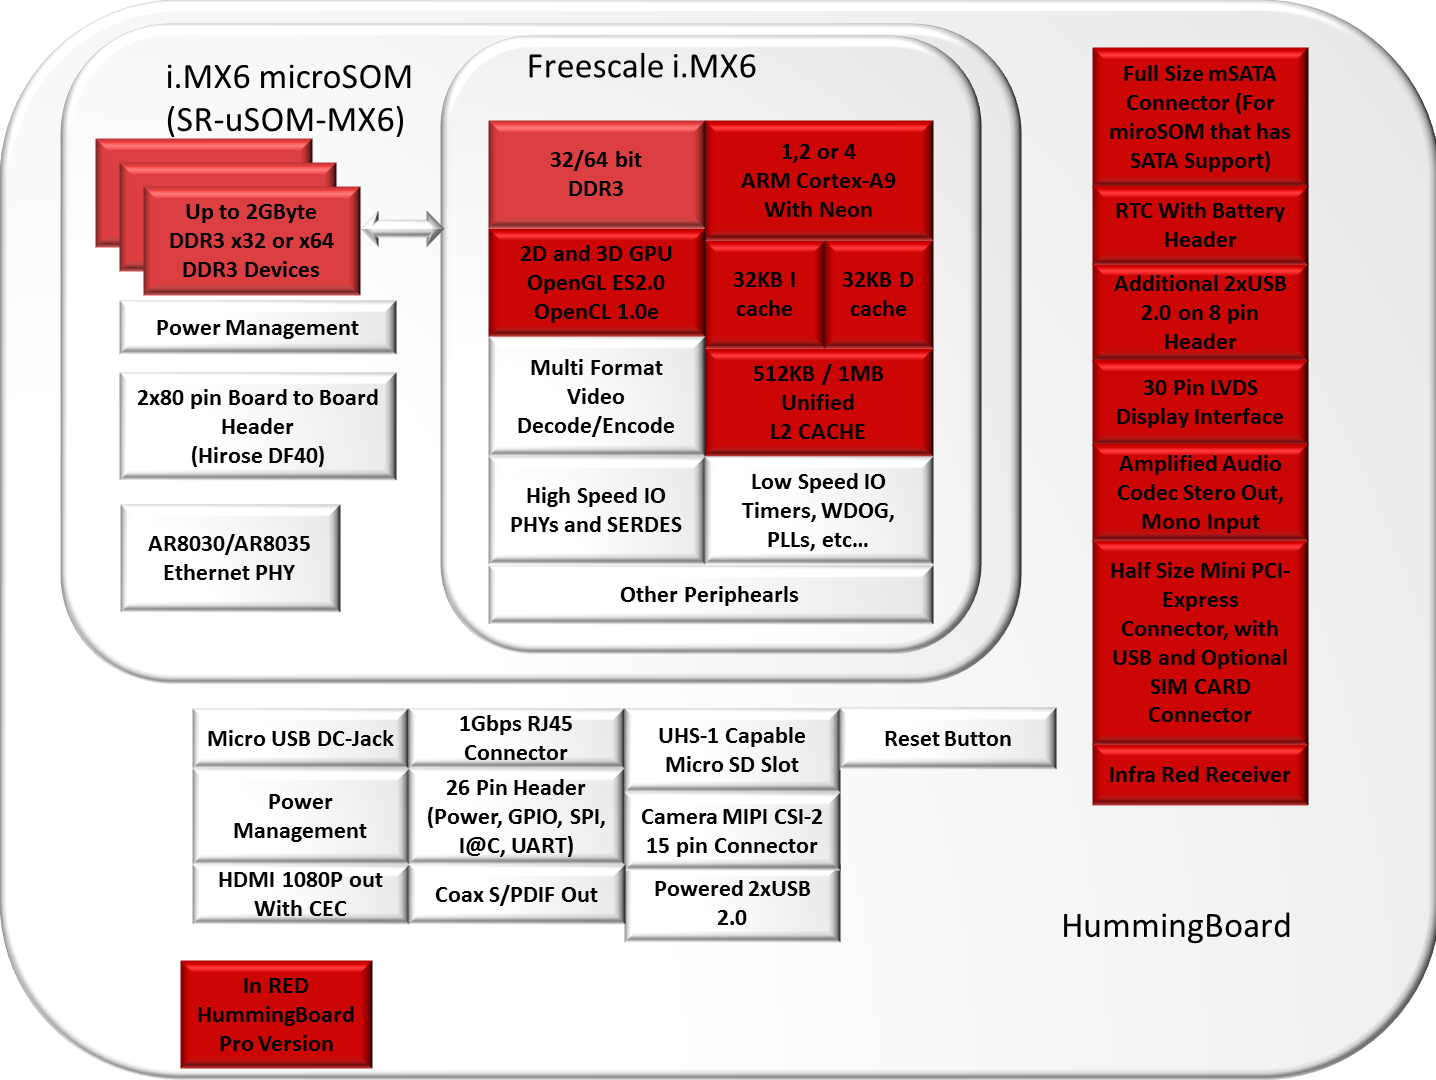 i.MX6 microSOM
(SR-uSOM-MX6)
Up to 2GByte
DDR3 x32 or x64
DDR3 Devices
Power Management
2x80 pin Board to Board
Header
(Hirose DF40)
AR8030/AR8035
Ethernet PHY
Freescale i.MX6
32/64 bit
DDR3
1,2 or 4
ARM Cortex-A9
With Neon
2D and 3D GPU
OpenGL ES2.0
OpenCL 1.0e
32KB I
cache
32KB D
cache
Multi Format
Video
Decode/Encode
512KB / 1MB
Unified
L2 CACHE
High Speed IO
PHYs and SERDES
Low Speed IO
Timers, WDOG,
PLLs, etc...
Other Periphearls
Full Size mSATA
Connector (For
miroSOM that has
SATA Support)
RTC With Battery
Header
Additional 2xUSB
2.0 on 8 pin
Header
30 Pin LVDS
Display Interface
Amplified Audio
Codec Stero Out,
Mono Input
Half Size Mini PCI-
Express
Connector, with
USB and Optional
SIM CARD
Connector
Infra Red Receiver
Micro USB DC-Jack
1Gbps RJ45
Connector
UHS-1 Capable
Micro SD Slot
Reset Button
Power
Management
26 Pin Header
(Power, GPIO, SPI,
I@C, UART)
Camera MIPI CSI-2
15 pin Connector
HDMI 1080P out
With CEC
Coax S/PDIF Out
Powered 2xUSB
2.0
HummingBoard
In RED
HummingBoard
Pro Version